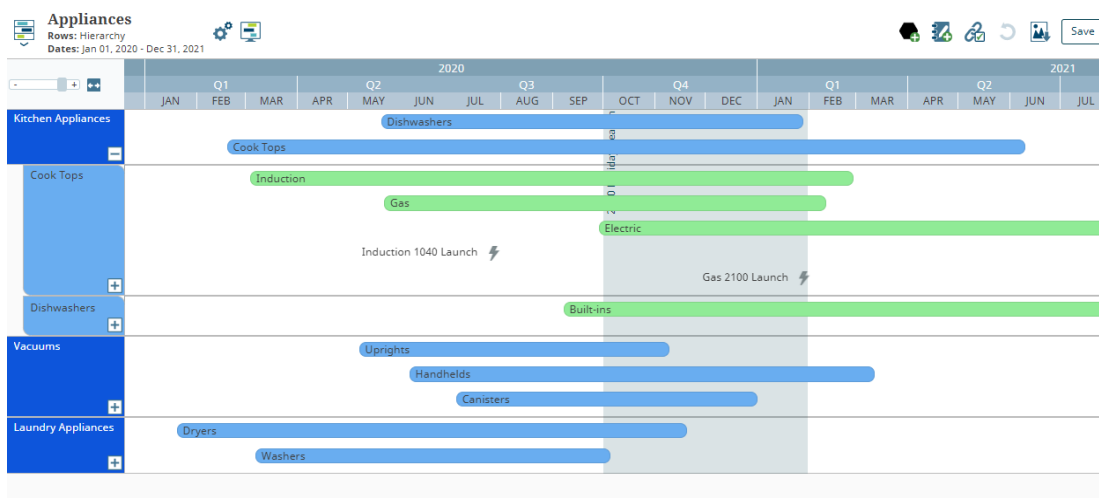 Appliances
Rows: Hierarchy
Dates: Jan 01, 2020 - Dec 31, 2021
Save
- +
2020 2021
Q1 Q2 Q3 Q4 Q1 Q2
JAN FEB MAR APR MAY JUN JUL AUG SEP OCT NOV DEC JAN FEB MAR APR MAY JUN JUL
Kitchen Appliances
Dishwashers
Cook Tops
Cook Tops
Induction
Gas
Electric
Induction 1040 Launch
Gas 2100 Launch
Dishwashers
Built-ins
Vacuums
Uprights
Handhelds
Canisters
Laundry Appliances
Dryers
Washers